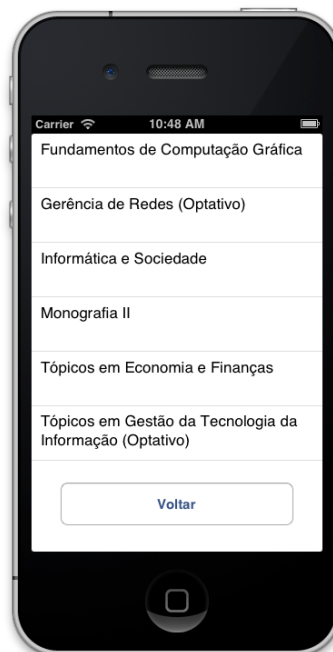 Carrier 10:48 AM
Fundamentos de Computação Gráfica
Gerência de Redes (Optativo)
Informática e Sociedade
Monografia II
Tópicos em Economia e Finanças
Tópicos em Gestão da Tecnologia da
Informação (Optativo)
Voltar